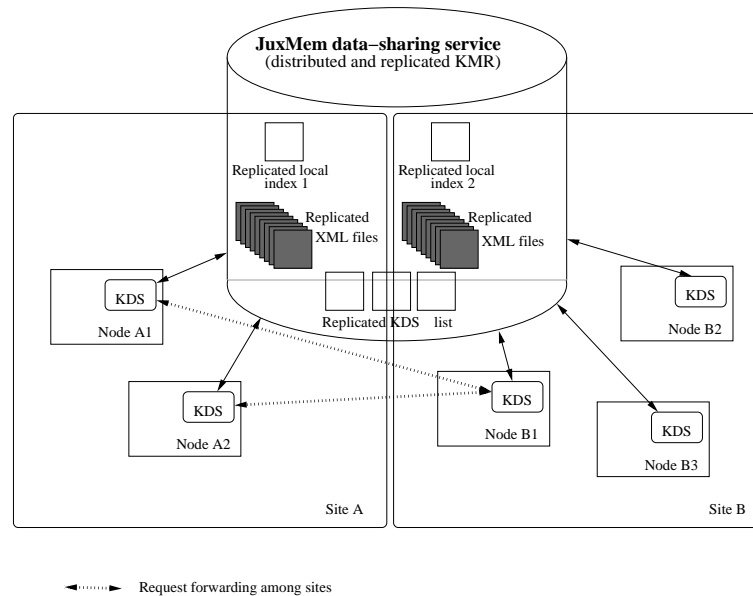 JuxMem data−sharing service
(distributed and replicated KMR)
Replicated local
index 1
Replicated local
index 2
Replicated
XML files
Replicated
XML files
KDS
Node A1
Replicated KDS list
KDS
Node B2
KDS
Node A2
KDS
Node B1
KDS
Node B3
Site A
Site B
Request forwarding among sites